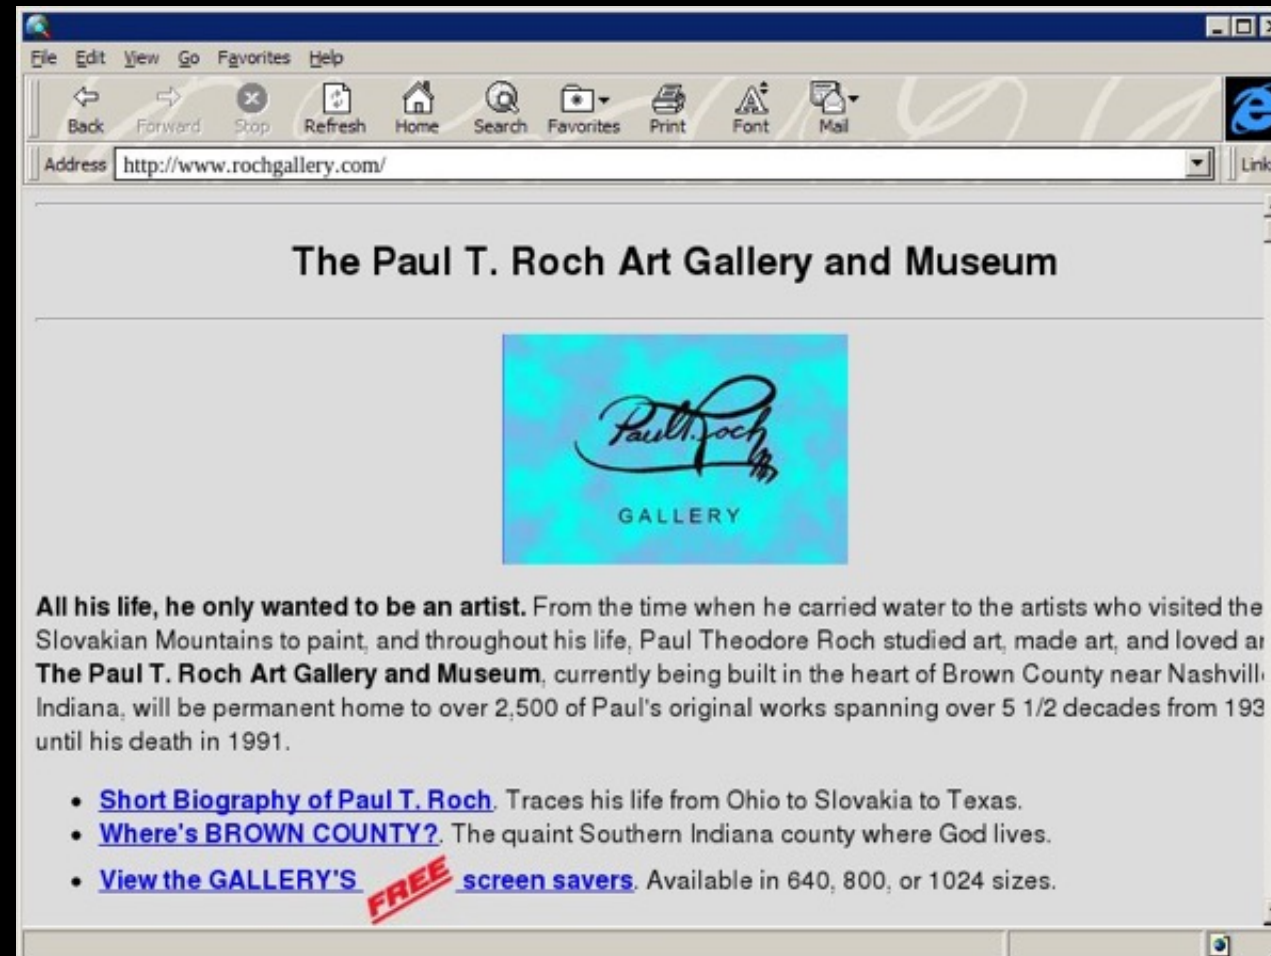 File Edit View Go Favorites Help
Back Forward Stop Refresh Home Search Favorites Print Font Mail
Address http://www.rochgallery.com/ Link
The Paul T. Roch Art Gallery and Museum
Paul T. Roch
GALLERY
All his life, he only wanted to be an artist. From the time when he carried water to the artists who visited the
Slovakian Mountains to paint, and throughout his life, Paul Theodore Roch studied art, made art, and loved
The Paul T. Roch Art Gallery and Museum, currently being built in the heart of Brown County near
Indiana, will be permanent home to over 2,500 of Paul's original works spanning over 5 1/2 decades from
until his death in 1991.
• Short Biography of Paul T. Roch. Traces his life from Ohio to Slovakia to Texas.
• Where's BROWN COUNTY?. The quaint Southern Indiana county where God lives.
• View the GALLERY'S FREE screen savers. Available in 640, 800, or 1024 sizes.